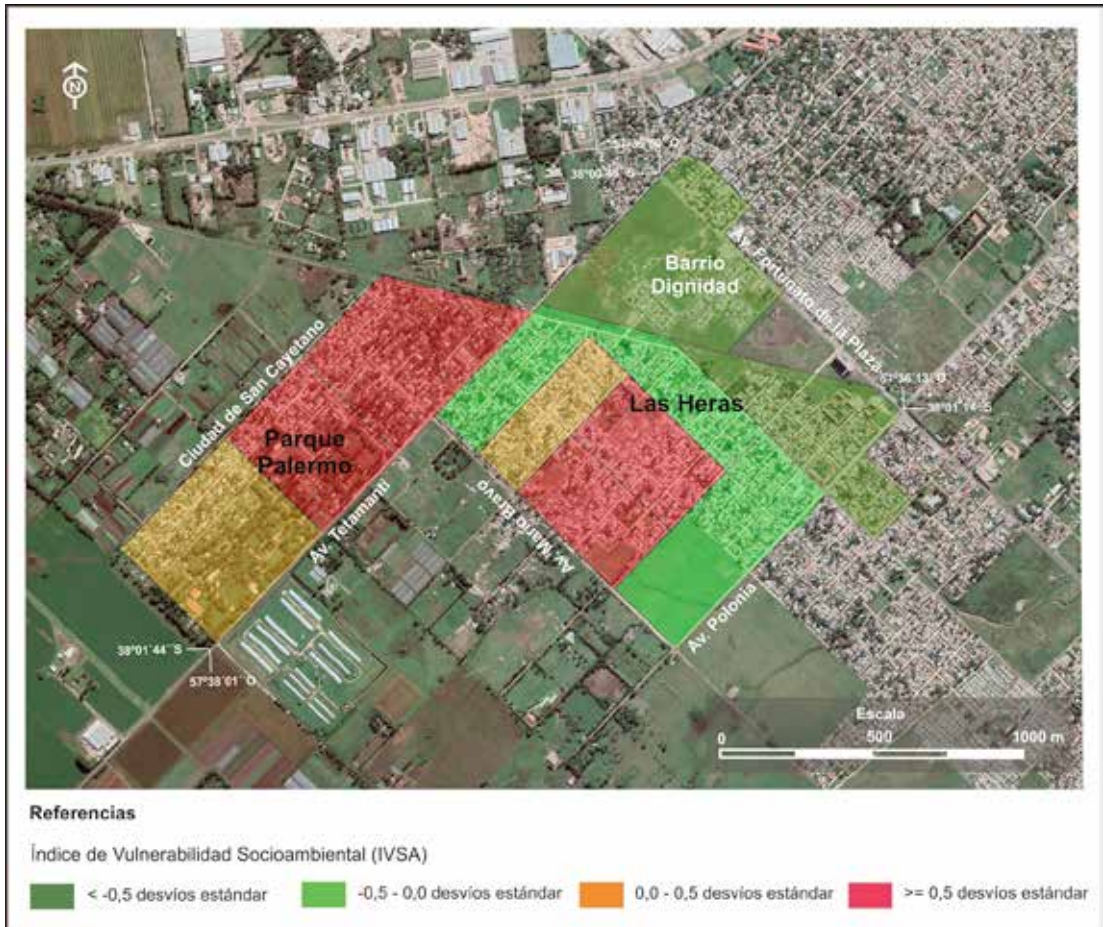 N
38°00´45´´S
Barrio
Dignidad
Av. Fortunato de la Plaza
57°36´13´´O
38°01´14´´S
Las Heras
Ciudad de San Cayetano
Parque
Palermo
Av. Tetamanti
Av. Mario Bravo
Av. Polonia
38°01´44´´S
57°38´01´´O
Escala
0 500 1000 m
Referencias
Índice de Vulnerabilidad Socioambiental (IVSA)
< -0,5 desvíos estándar -0,5 - 0,0 desvíos estándar 0,0 - 0,5 desvíos estándar >= 0,5 desvíos estándar